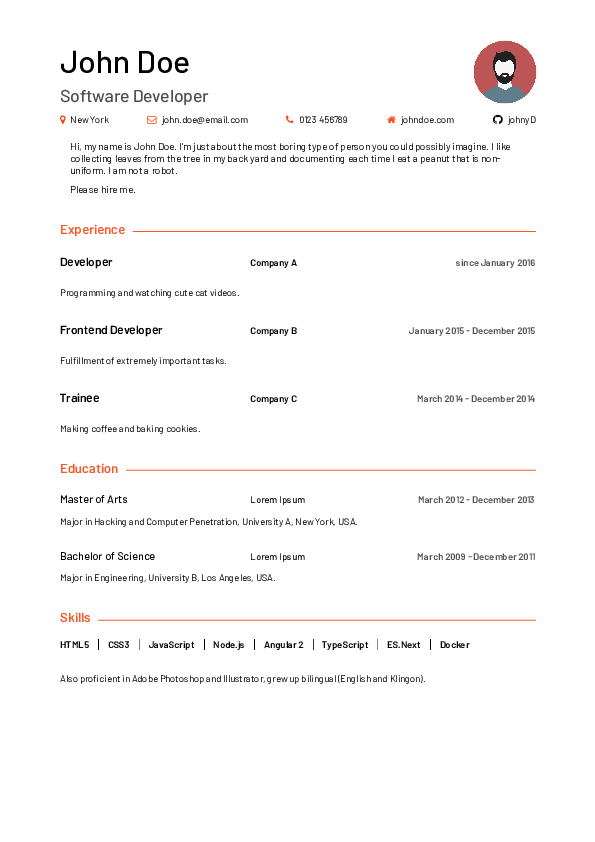 John Doe
Software Developer
New York john.doe@email.com 0123 456789 johndoe.com johnyD
Hi, my name is John Doe. I'm just about the most boring type of person you could possibly imagine. I like
collecting leaves from the tree in my back yard and documenting each time I eat a peanut that is non-
uniform. I am not a robot.
Please hire me.
Experience
Developer Company A since January 2016
Programming and watching cute cat videos.
Frontend Developer Company B January 2015 - December 2015
Fulfillment of extremely important tasks.
Trainee Company C March 2014 - December 2014
Making coffee and baking cookies.
Education
Master of Arts Lorem Ipsum March 2012 - December 2013
Major in Hacking and Computer Penetration, University A, New York, USA.
Bachelor of Science Lorem Ipsum March 2009 - December 2011
Major in Engineering, University B, Los Angeles, USA.
Skills
HTML5 CSS3 JavaScript Node.js Angular 2 TypeScript ES.Next Docker
Also proficient in Adobe Photoshop and Illustrator, grew up bilingual (English and Klingon).